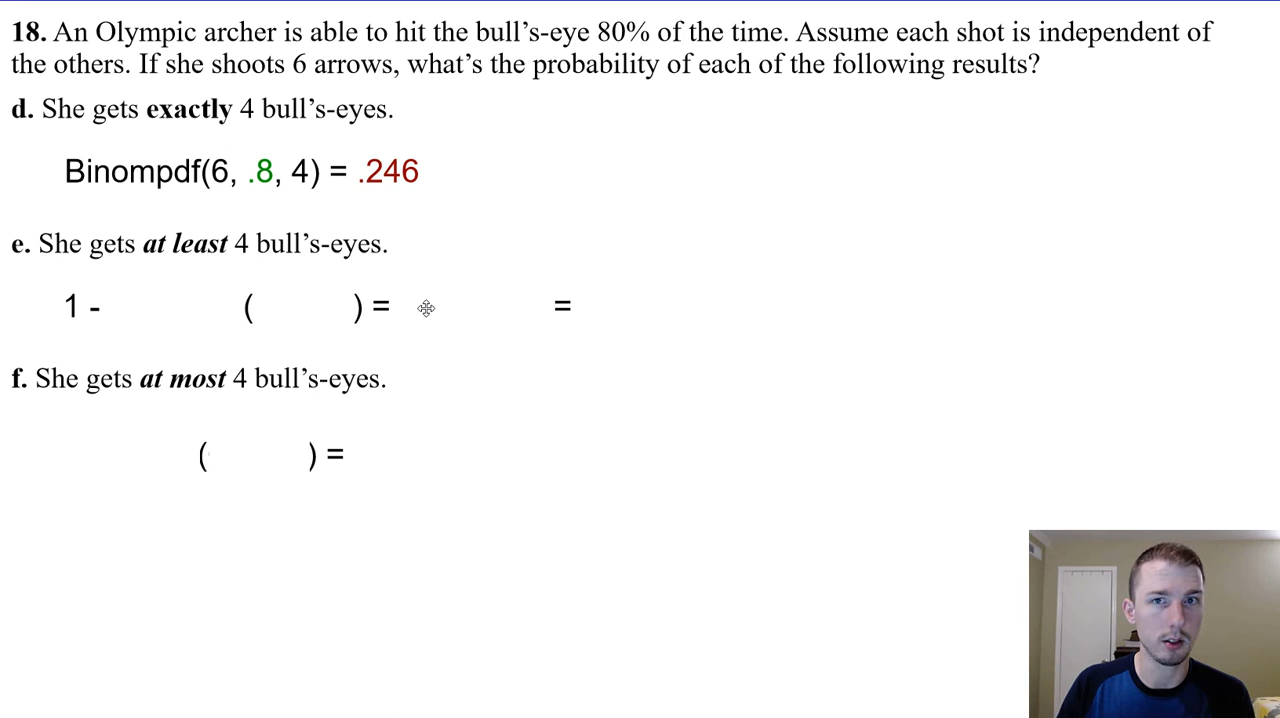 18. An Olympic archer is able to hit the bull’s-eye 80% of the time. Assume each shot is independent of
the others. If she shoots 6 arrows, what’s the probability of each of the following results?
d. She gets exactly 4 bull’s-eyes.
Binompdf(6, .8, 4) = .246
e. She gets at least 4 bull’s-eyes.
1 - ( ) = =
f. She gets at most 4 bull’s-eyes.
( ) =